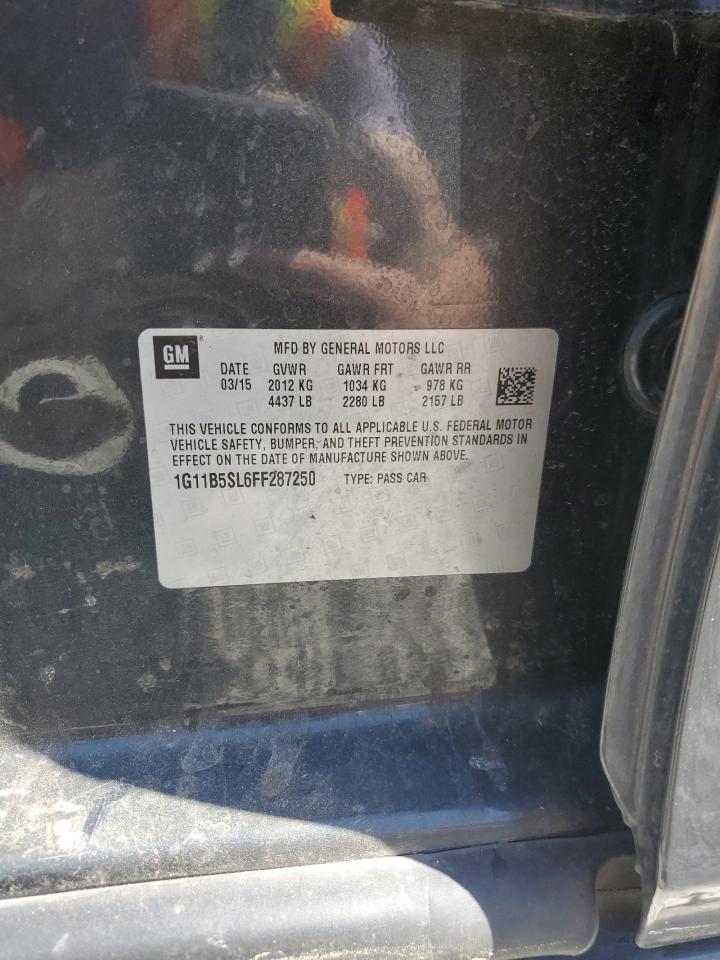 GM
MFD BY GENERAL MOTORS LLC
DATE GVWR GAWR FRT GAWR RR
03/15 2012 KG 1034 KG 978 KG
4437 LB 2280 LB 2157 LB
THIS VEHICLE CONFORMS TO ALL APPLICABLE U.S. FEDERAL MOTOR
VEHICLE SAFETY, BUMPER, AND THEFT PREVENTION STANDARDS IN
EFFECT ON THE DATE OF MANUFACTURE SHOWN ABOVE.
1G11B5SL6FF287250 TYPE: PASS CAR